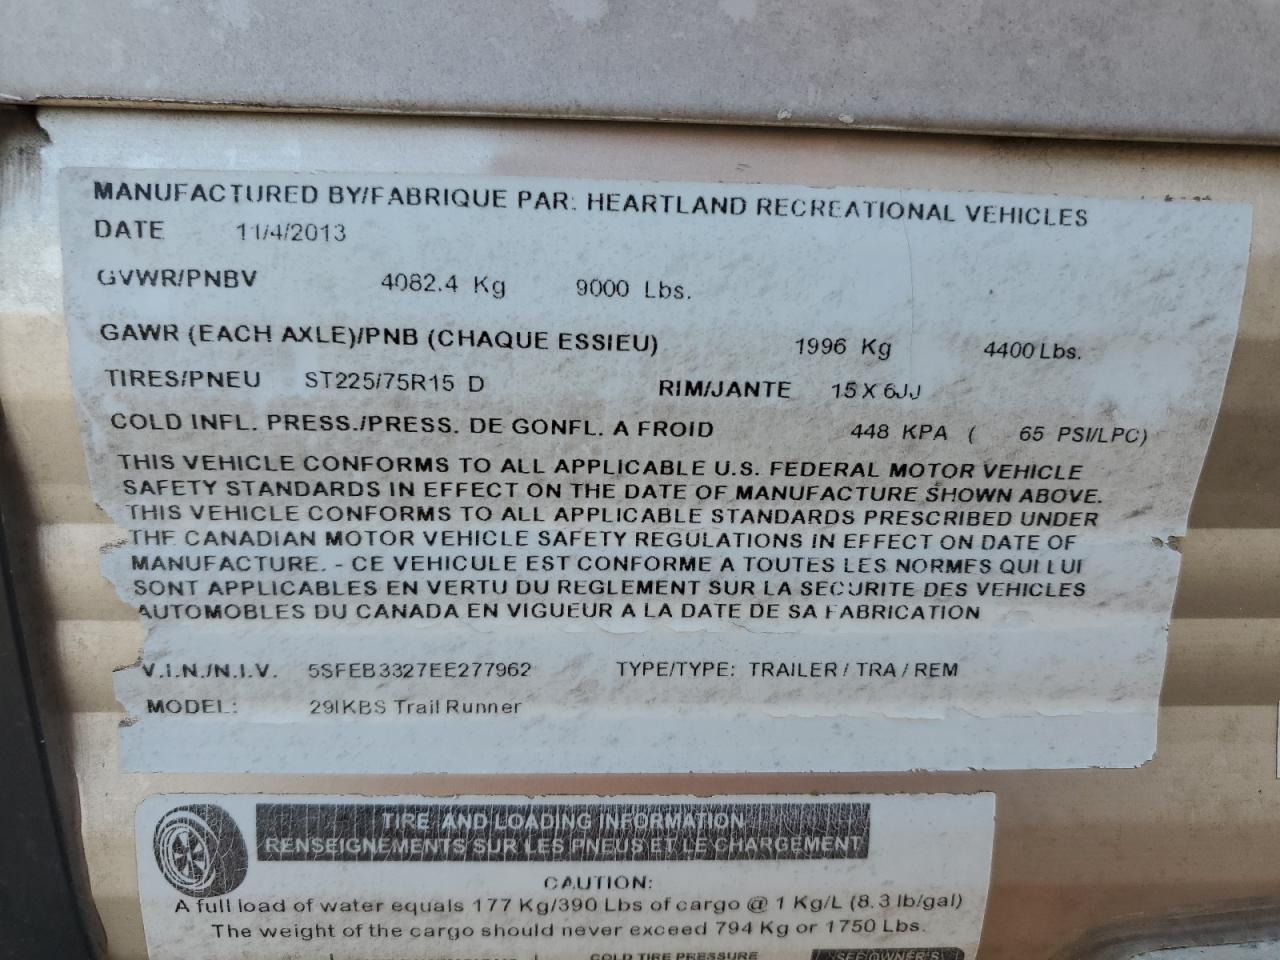 MANUFACTURED BY/FABRIQUE PAR: HEARTLAND RECREATIONAL VEHICLES
DATE 11/4/2013
GVWR/PNBV 4082.4 Kg 9000 Lbs.
GAWR (EACH AXLE)/PNB (CHAQUE ESSIEU) 1996 Kg 4400 Lbs.
TIRES/PNEU ST225/75R15 D RIM/JANTE 15 X 6JJ
COLD INFL. PRESS./PRESS. DE GONFL. A FROID 448 KPA ( 65 PSI/LPC)
THIS VEHICLE CONFORMS TO ALL APPLICABLE U.S. FEDERAL MOTOR VEHICLE
SAFETY STANDARDS IN EFFECT ON THE DATE OF MANUFACTURE SHOWN ABOVE.
THIS VEHICLE CONFORMS TO ALL APPLICABLE STANDARDS PRESCRIBED UNDER
THE CANADIAN MOTOR VEHICLE SAFETY REGULATIONS IN EFFECT ON DATE OF
MANUFACTURE. - CE VEHICULE EST CONFORME A TOUTES LES NORMES QUI LUI
SONT APPLICABLES EN VERTU DU REGLEMENT SUR LA SECURITE DES VEHICLES
AUTOMOBLES DU CANADA EN VIGUEUR A LA DATE DE SA FABRICATION
V.I.N./N.I.V. 5SFEB3327EE277962 TYPE/TYPE: TRAILER / TRA / REM
MODEL: 29IKBS Trail Runner
TIRE AND LOADING INFORMATION
RENSEIGNEMENTS SUR LES PNEUS ET LE CHARGEMENT
CAUTION:
A full load of water equals 177 Kg/390 Lbs of cargo @ 1 Kg/L (8.3 lb/gal)
The weight of the cargo should never exceed 794 Kg or 1750 Lbs.
COLD TIRE PRESSURE SEE OWNER'S